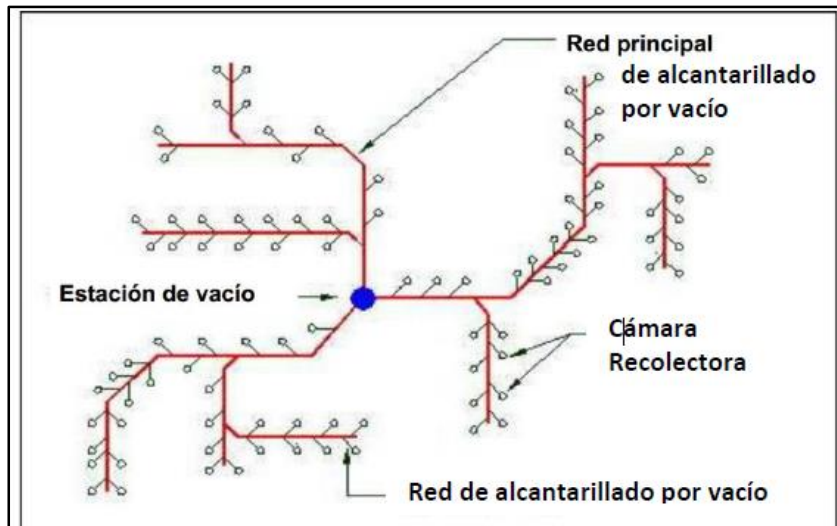 Red principal
de alcantarillado
por vacío
Estación de vacío
Cámara
Recolectora
Red de alcantarillado por vacío